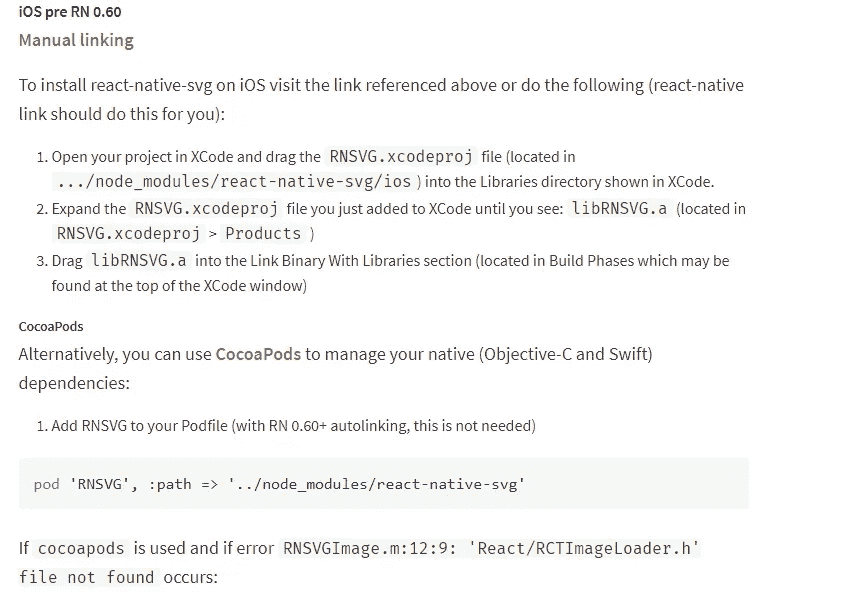 iOS pre RN 0.60
Manual linking
To install react-native-svg on iOS visit the link referenced above or do the following (react-native
link should do this for you):
1. Open your project in XCode and drag the RNSVG.xcodeproj file (located in
.../node_modules/react-native-svg/ios ) into the Libraries directory shown in XCode.
2. Expand the RNSVG.xcodeproj file you just added to XCode until you see: libRNSVG.a (located in
RNSVG.xcodeproj > Products )
3. Drag libRNSVG.a into the Link Binary With Libraries section (located in Build Phases which may be
found at the top of the XCode window)
CocoaPods
Alternatively, you can use CocoaPods to manage your native (Objective-C and Swift)
dependencies:
1. Add RNSVG to your Podfile (with RN 0.60+ autolinking, this is not needed)
pod 'RNSVG', :path => '../node_modules/react-native-svg'
If cocoapods is used and if error RNSVGImage.m:12:9: 'React/RCTImageLoader.h'
file not found occurs: